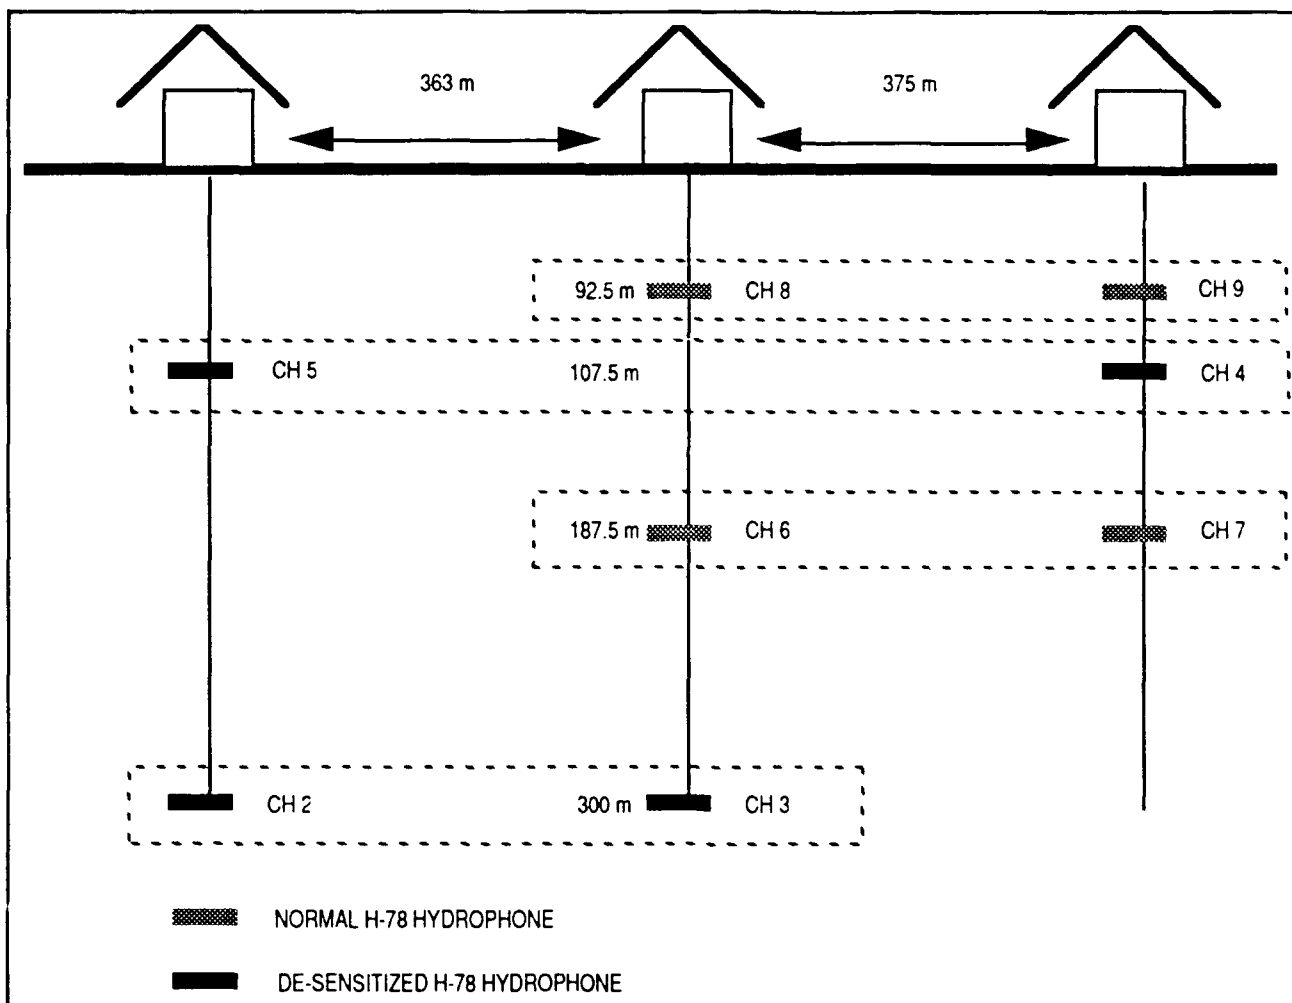 363 m
375 m
92.5 m CH 8 CH 9
CH 5 107.5 m CH 4
187.5 m CH 6 CH 7
CH 2 300 m CH 3
NORMAL H-78 HYDROPHONE
DE-SENSITIZED H-78 HYDROPHONE